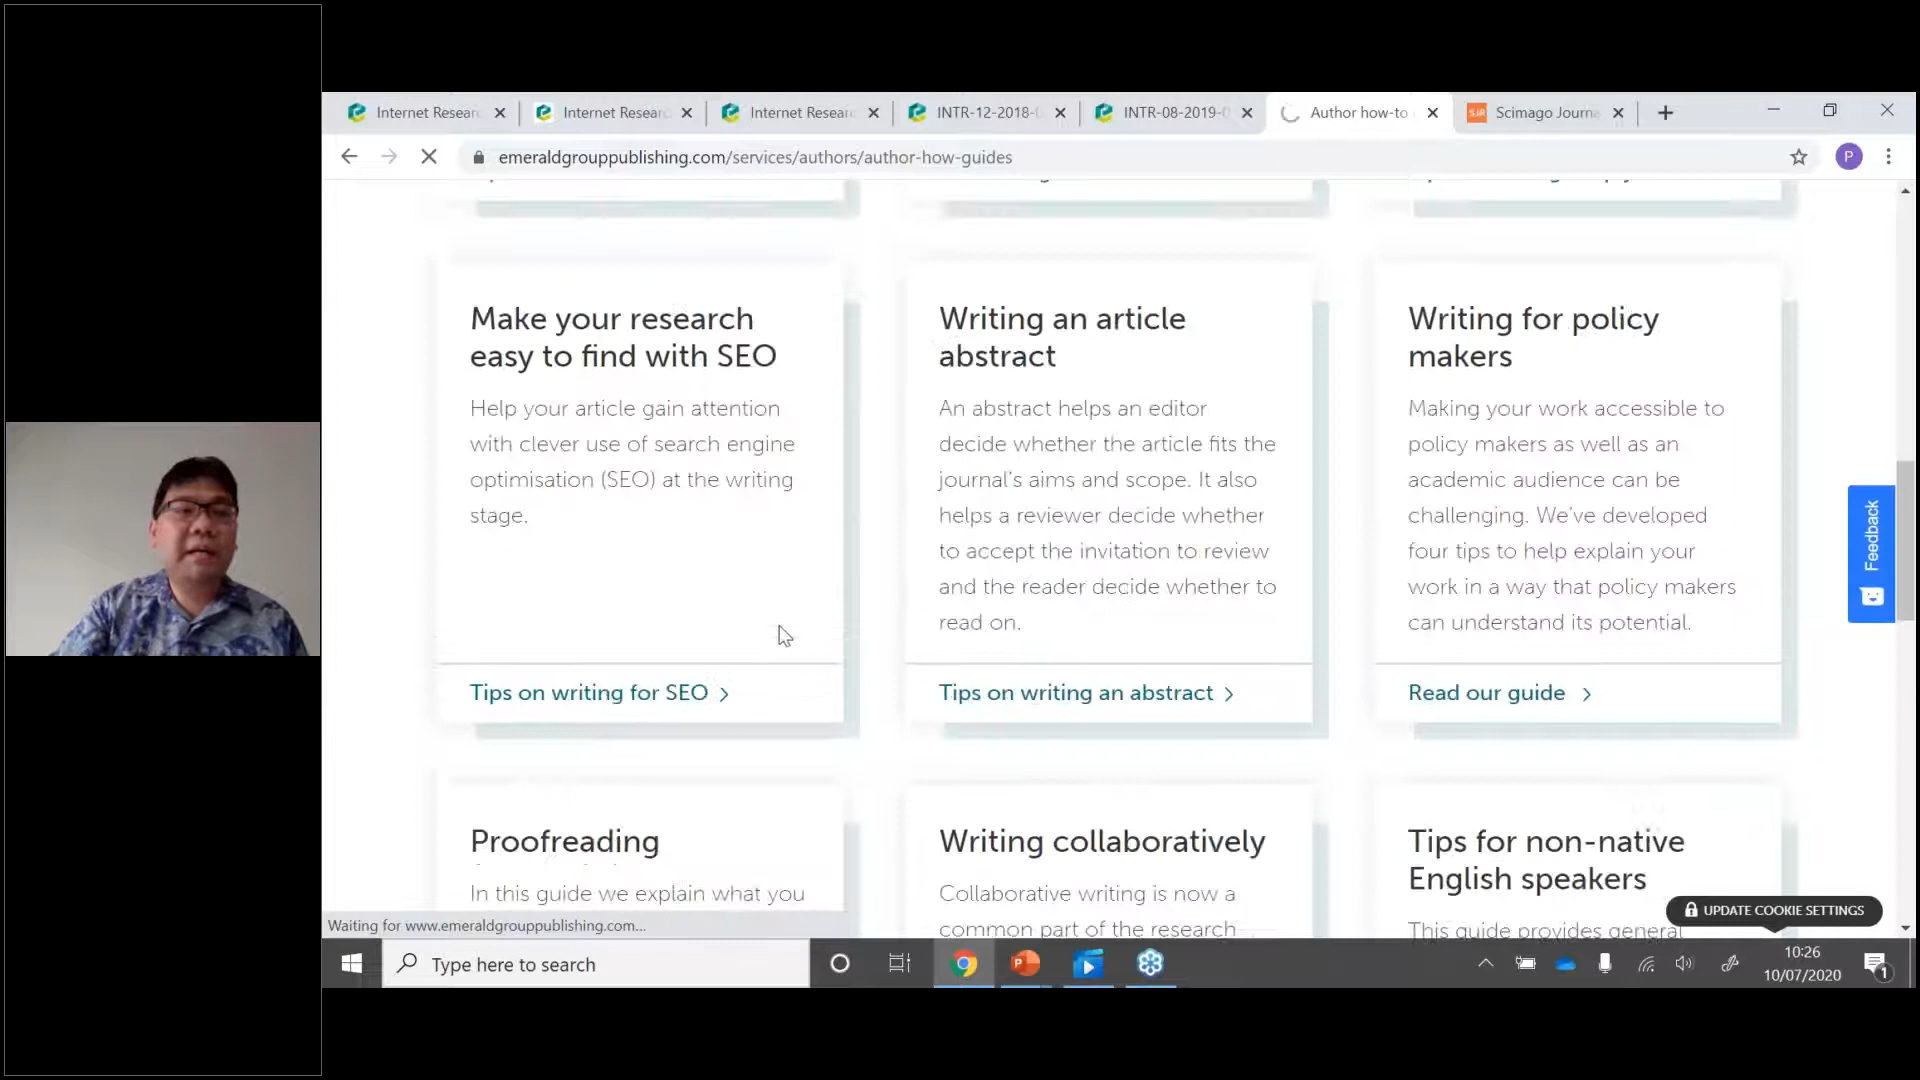 Internet Resear
Internet Resear
Internet Resear
INTR-12-2018-
INTR-08-2019-0
Author how-to
SJR
Scimago Journa
emeraldgrouppublishing.com/services/authors/author-how-guides
P
Make your research
easy to find with SEO
Help your article gain attention
with clever use of search engine
optimisation (SEO) at the writing
stage.
Tips on writing for SEO
Writing an article
abstract
An abstract helps an editor
decide whether the article fits the
journal's aims and scope. It also
helps a reviewer decide whether
to accept the invitation to review
and the reader decide whether to
read on.
Tips on writing an abstract
Writing for policy
makers
Making your work accessible to
policy makers as well as an
academic audience can be
challenging. We've developed
four tips to help explain your
work in a way that policy makers
can understand its potential.
Read our guide
Feedback
Proofreading
In this guide we explain what you
Writing collaboratively
Collaborative writing is now a
common part of the research
Tips for non-native
English speakers
This guide provides general
UPDATE COOKIE SETTINGS
Waiting for www.emeraldgrouppublishing.com...
Type here to search
10:26
10/07/2020
1